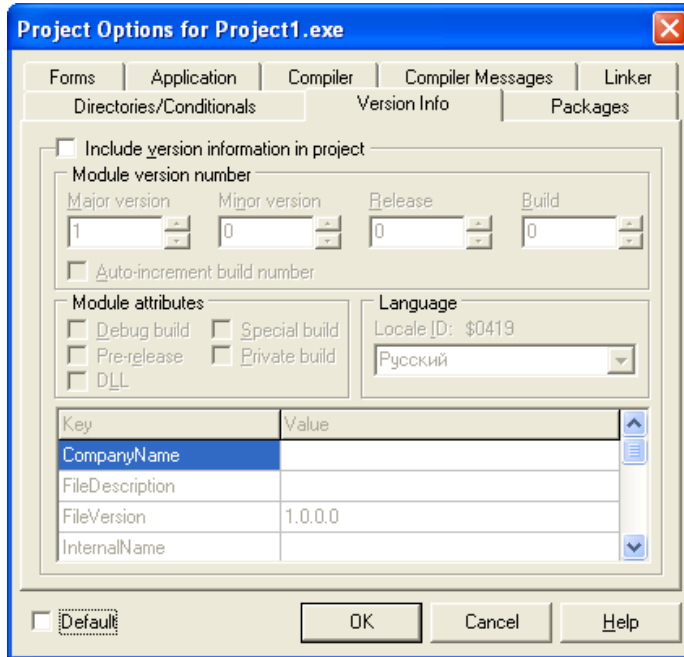 Project Options for Project1.exe
Forms Application Compiler Compiler Messages Linker
Directories/Conditionals Version Info Packages
Include version information in project
Module version number
Major version Minor version Release Build
1 0 0 0
Auto-increment build number
Module attributes Language
Debug build Special build Locale ID: $0419
Pre-release Private build Русский
DLL
Key Value
CompanyName
FileDescription
FileVersion 1.0.0.0
InternalName
Default OK Cancel Help